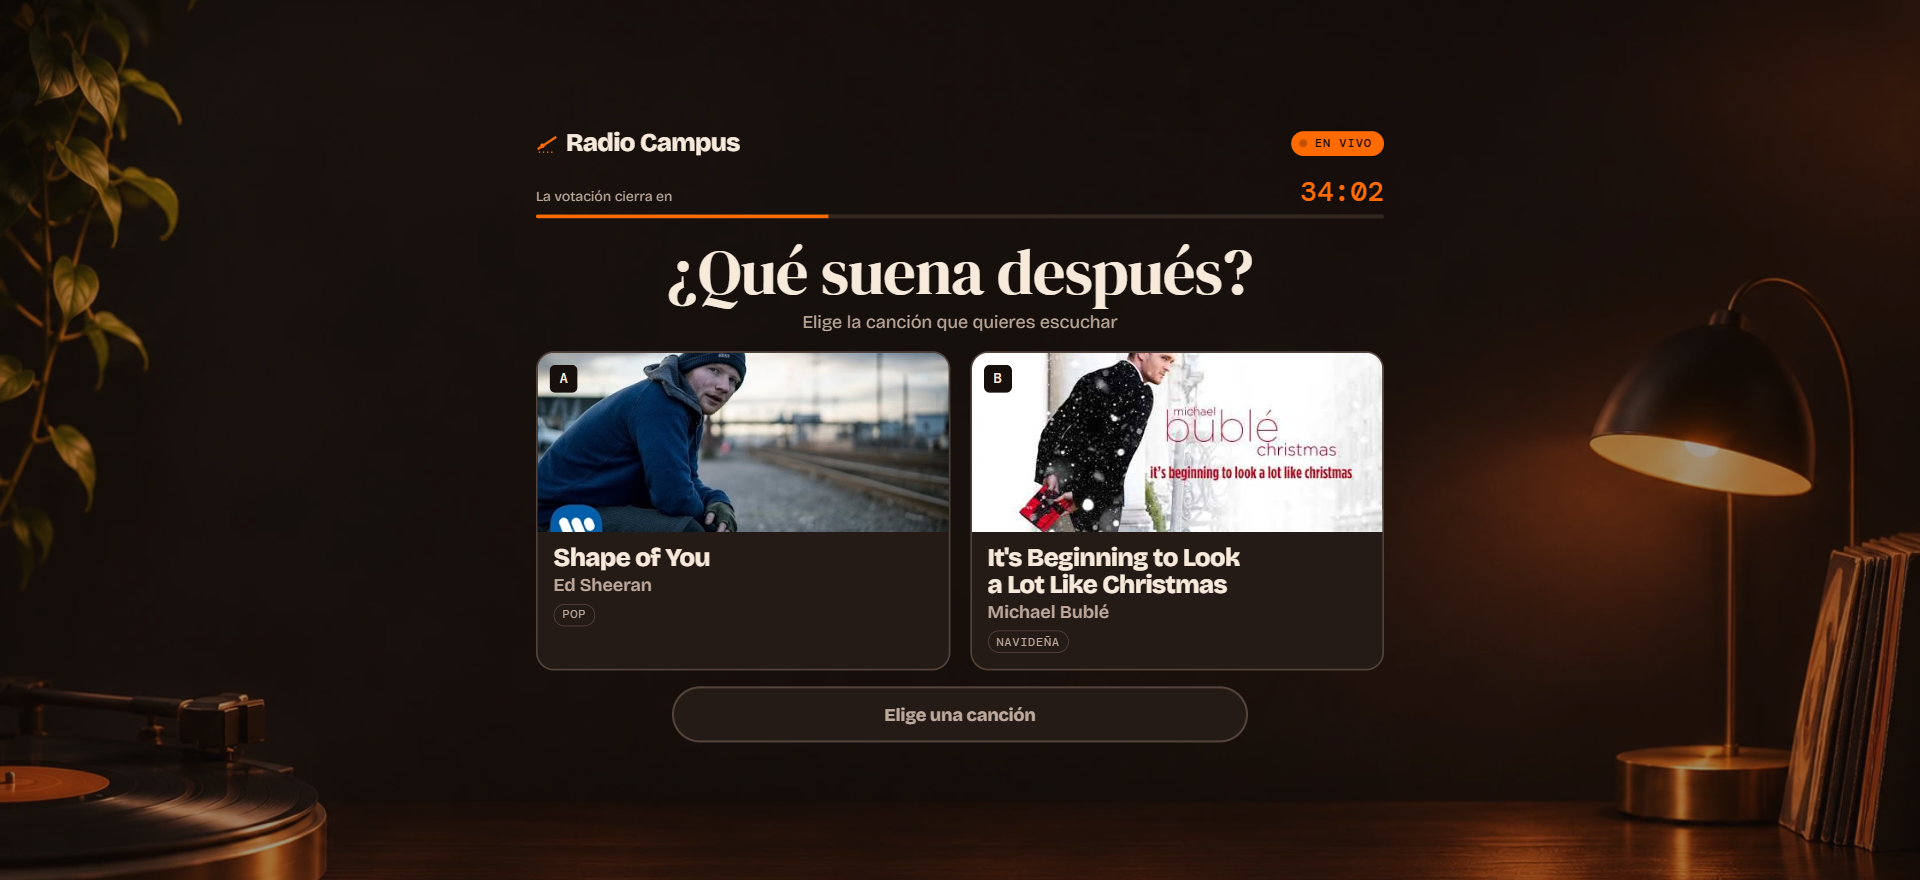 Radio Campus
EN VIVO
La votación cierra en
34:02
¿Qué suena después?
Elige la canción que quieres escuchar
A
Shape of You
Ed Sheeran
POP
B
michael
bublé
christmas
it's beginning to look a lot like christmas
It's Beginning to Look
a Lot Like Christmas
Michael Bublé
NAVIDEÑA
Elige una canción